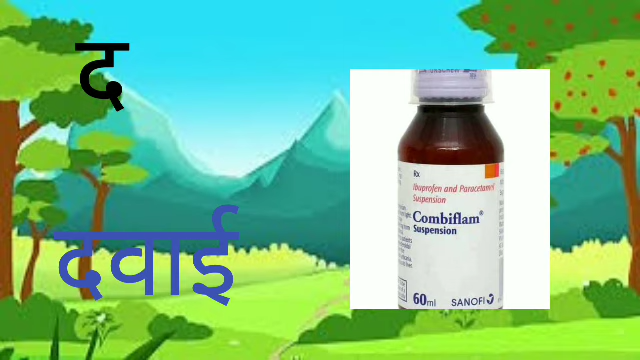 द
दवाई
Rx
Ibuprofen and Paracetamol
Suspension
Combiflam®
Suspension
60ml SANOFI